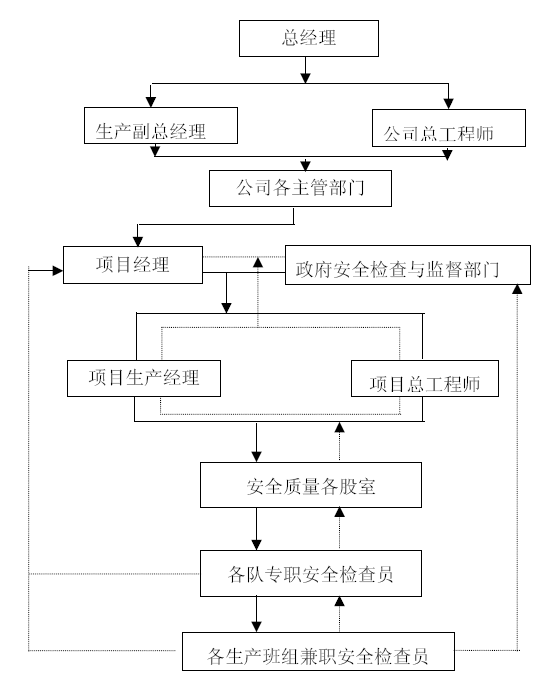 总经理
生产副总经理
公司总工程师
公司各主管部门
项目经理
政府安全检查与监督部门
项目生产经理
项目总工程师
安全质量各股室
各队专职安全检查员
各生产班组兼职安全检查员